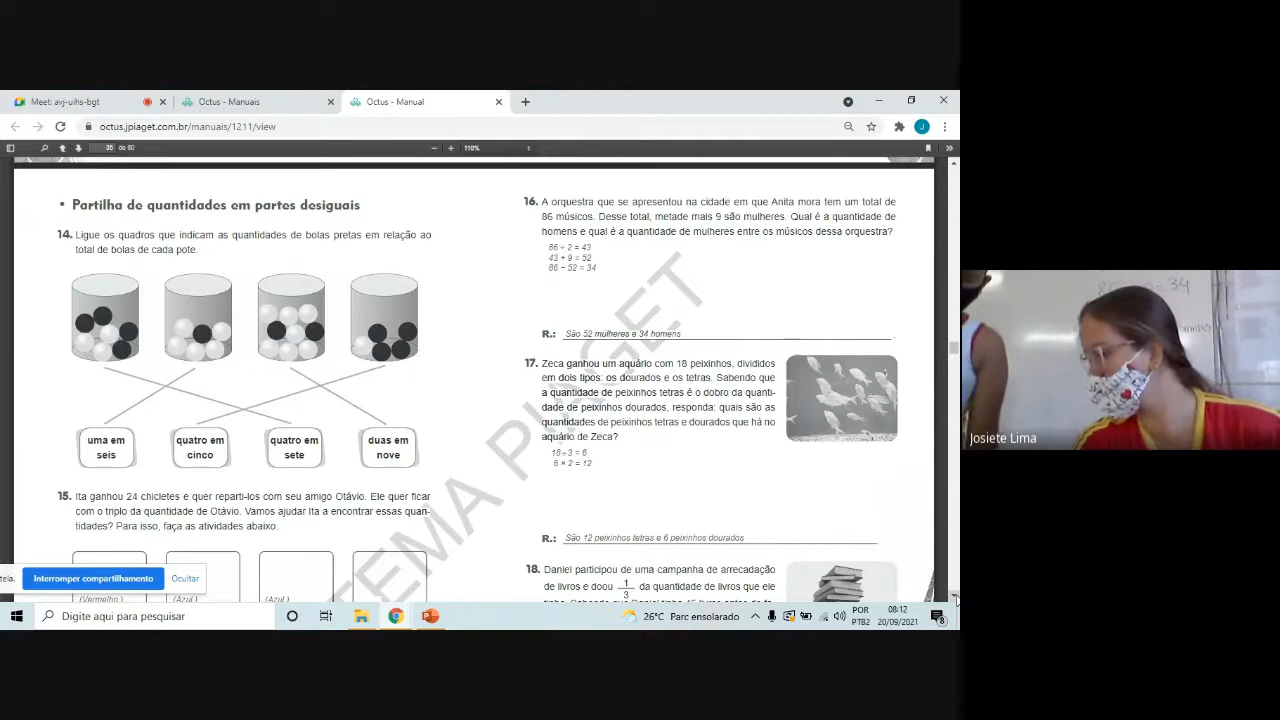 Meet: avj-uihs-bgt
Octus - Manuais
Octus - Manual
octus.jpiaget.com.br/manuais/1211/view
35 de 80
110%
• Partilha de quantidades em partes desiguais
14. Ligue os quadros que indicam as quantidades de bolas pretas em relação ao
total de bolas de cada pote.
uma em
seis
quatro em
cinco
quatro em
sete
duas em
nove
15. Ita ganhou 24 chicletes e quer reparti-los com seu amigo Otávio. Ele quer ficar
com o triplo da quantidade de Otávio. Vamos ajudar Ita a encontrar essas quan-
tidades? Para isso, faça as atividades abaixo.
(Vermelho )
(Azul )
(Azul )
16. A orquestra que se apresentou na cidade em que Anita mora tem um total de
86 músicos. Desse total, metade mais 9 são mulheres. Qual é a quantidade de
homens e qual é a quantidade de mulheres entre os músicos dessa orquestra?
86 ÷ 2 = 43
43 + 9 = 52
86 − 52 = 34
R.: São 52 mulheres e 34 homens
17. Zeca ganhou um aquário com 18 peixinhos, divididos
em dois tipos: os dourados e os tetras. Sabendo que
a quantidade de peixinhos tetras é o dobro da quanti-
dade de peixinhos dourados, responda: quais são as
quantidades de peixinhos tetras e dourados que há no
aquário de Zeca?
18 ÷ 3 = 6
6 × 2 = 12
R.: São 12 peixinhos tetras e 6 peixinhos dourados
18. Daniel participou de uma campanha de arrecadação
de livros e doou 1/3 da quantidade de livros que ele
TEMA PIAGET
tela.
Interromper compartilhamento
Ocultar
Digite aqui para pesquisar
26°C Parc ensolarado
POR
PTB2
08:12
20/09/2021
8
= 34
Josiete Lima